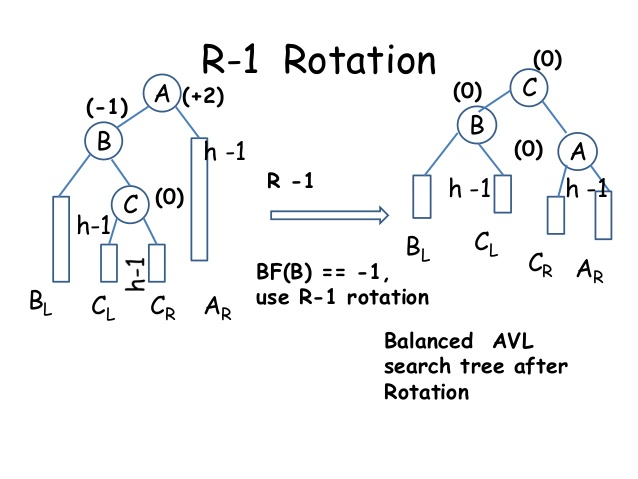 R-1 Rotation
A
(+2)
(-1)
B
h -1
C
(0)
h-1
h-1
BL
CL
CR
AR
R -1
BF(B) == -1,
use R-1 rotation
(0)
C
(0)
B
(0)
A
h -1
h -1
BL
CL
CR
AR
Balanced AVL
search tree after
Rotation